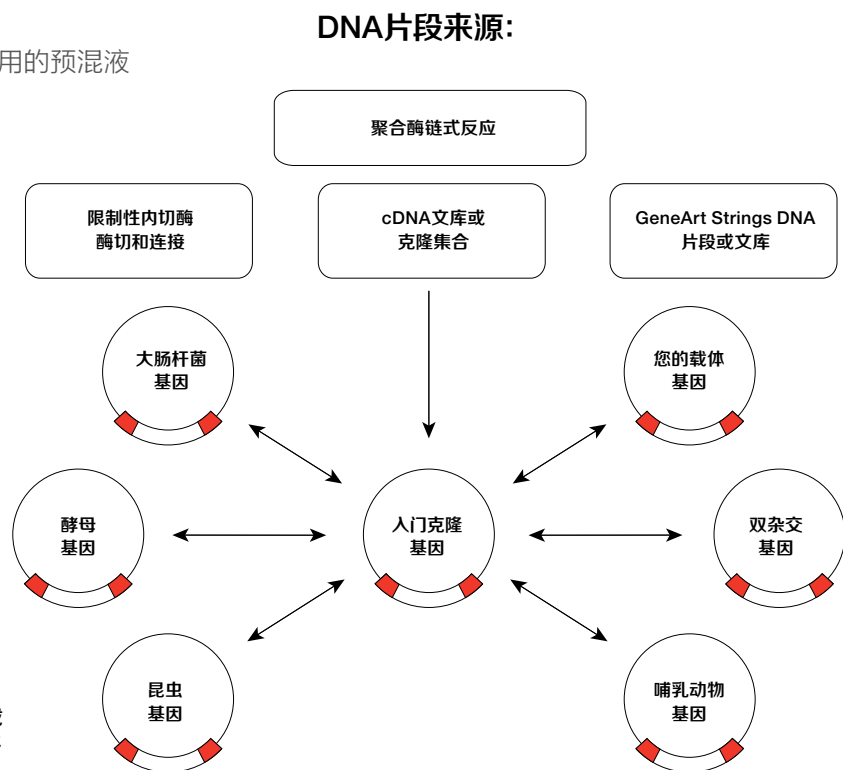 DNA片段来源:
用的预混液
聚合酶链式反应
限制性内切酶
酶切和连接
cDNA文库或
克隆集合
GeneArt Strings DNA
片段或文库
大肠杆菌
基因
您的载体
基因
酵母
基因
入门克隆
基因
双杂交
基因
昆虫
基因
哺乳动物
基因